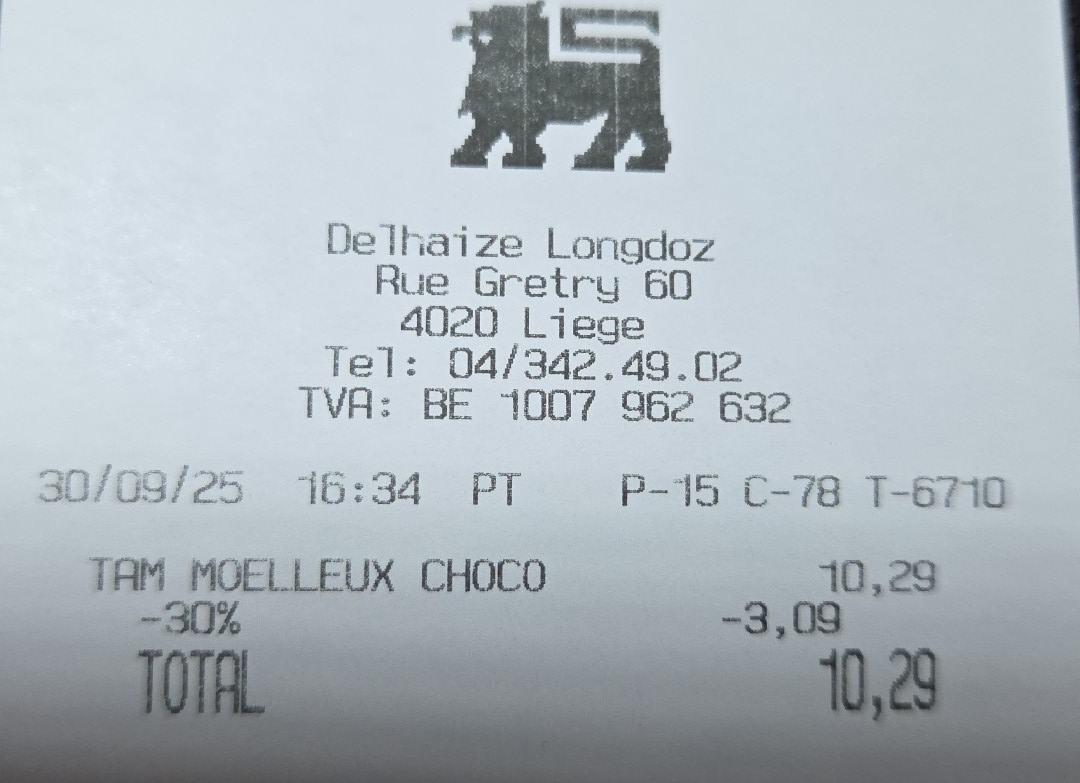 Delhaize Longdoz
Rue Gretry 60
4020 Liege
Tel: 04/342.49.02
TVA: BE 1007 962 632
30/09/25 16:34 PT P-15 C-78 T-6710
TAM MOELLEUX CHOCO 10,29
-30% -3,09
TOTAL 10,29